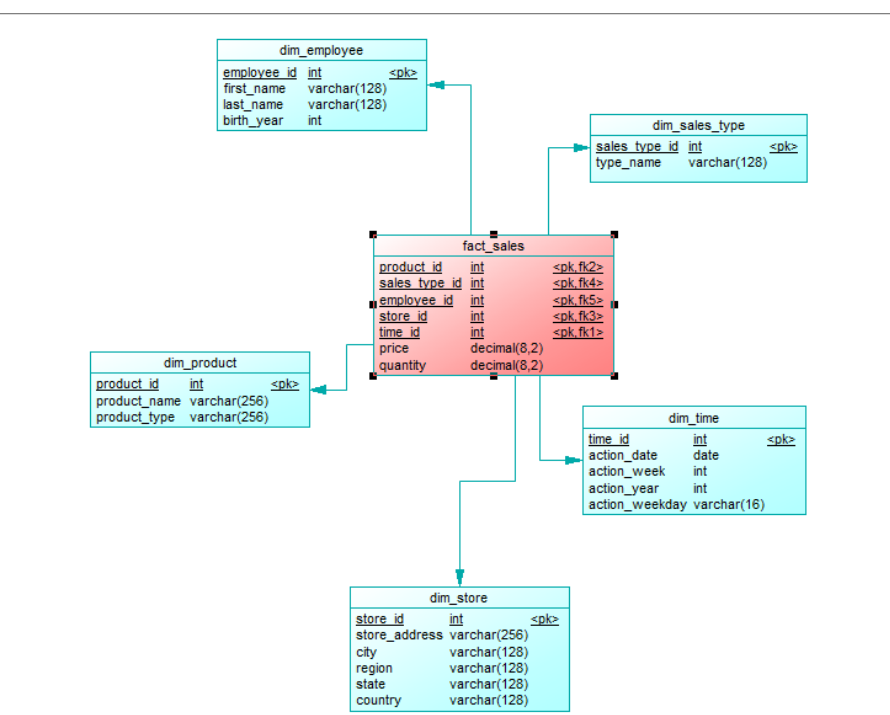 dim_employee
employee_id int <pk>
first_name varchar(128)
last_name varchar(128)
birth_year int
dim_sales_type
sales_type_id int <pk>
type_name varchar(128)
fact_sales
product_id int <pk,fk2>
sales_type_id int <pk,fk4>
employee_id int <pk,fk5>
store_id int <pk,fk3>
time_id int <pk,fk1>
price decimal(8,2)
quantity decimal(8,2)
dim_product
product_id int <pk>
product_name varchar(256)
product_type varchar(256)
dim_time
time_id int <pk>
action_date date
action_week int
action_year int
action_weekday varchar(16)
dim_store
store_id int <pk>
store_address varchar(256)
city varchar(128)
region varchar(128)
state varchar(128)
country varchar(128)